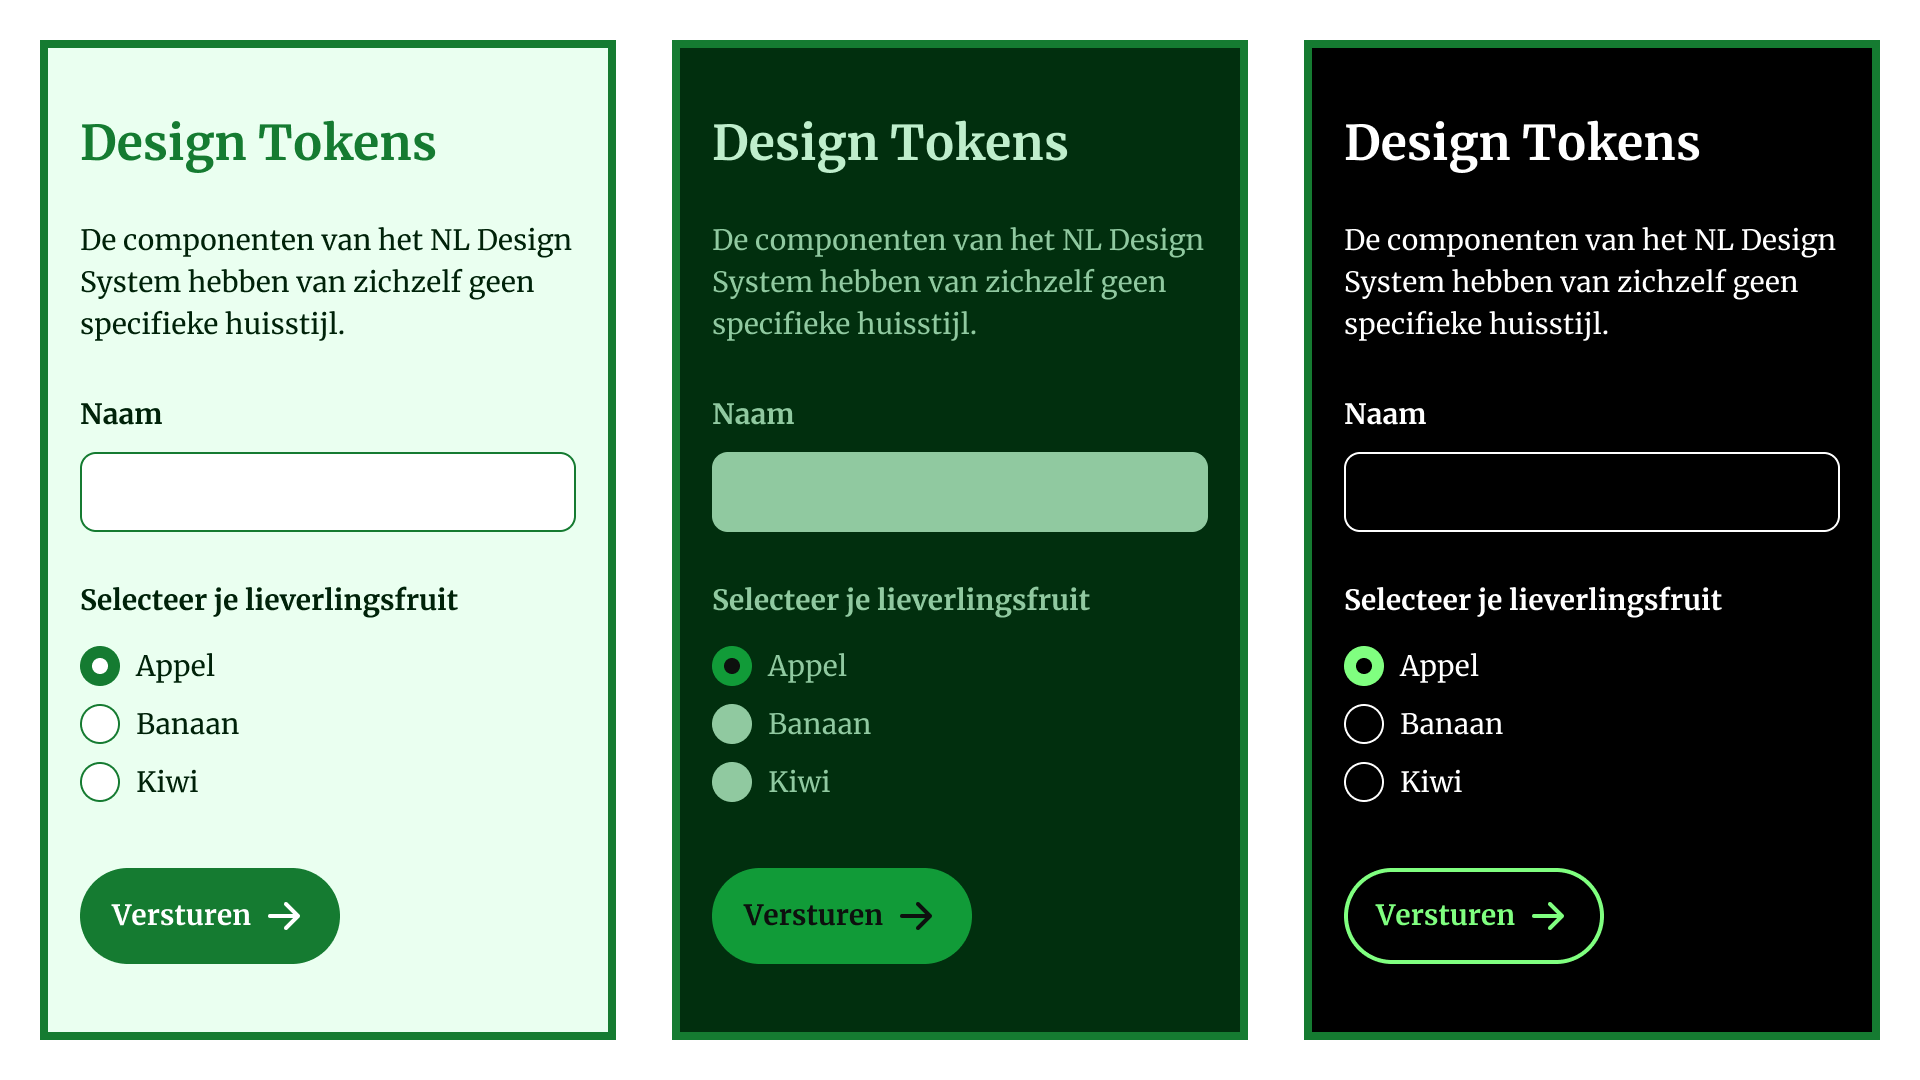 Design Tokens
De componenten van het NL Design
System hebben van zichzelf geen
specifieke huisstijl.
Naam
Selecteer je lieverlingsfruit
Appel
Banaan
Kiwi
Versturen
Design Tokens
De componenten van het NL Design
System hebben van zichzelf geen
specifieke huisstijl.
Naam
Selecteer je lieverlingsfruit
Appel
Banaan
Kiwi
Versturen
Design Tokens
De componenten van het NL Design
System hebben van zichzelf geen
specifieke huisstijl.
Naam
Selecteer je lieverlingsfruit
Appel
Banaan
Kiwi
Versturen